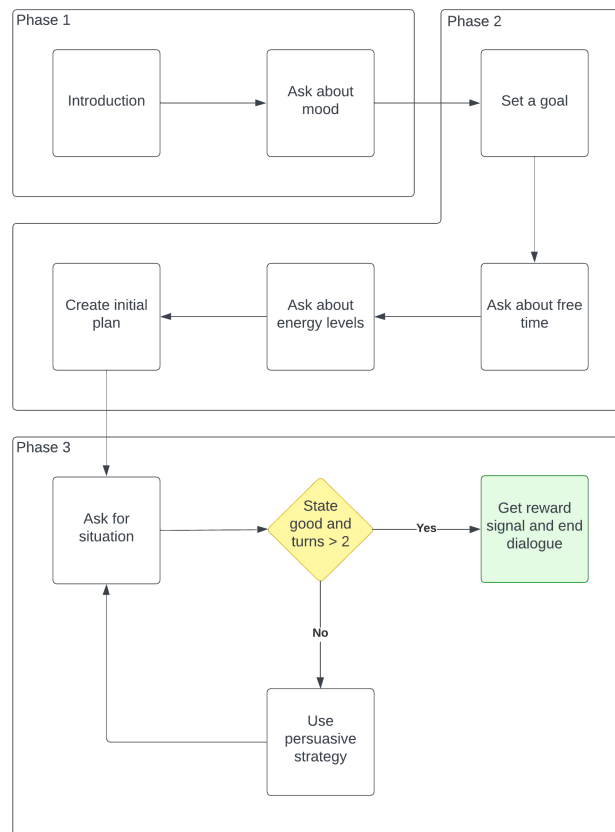 Phase 1
Introduction
Ask about
mood
Phase 2
Set a goal
Ask about free
time
Ask about
energy levels
Create initial
plan
Phase 3
Ask for
situation
State
good and
turns > 2
Yes
Get reward
signal and end
dialogue
No
Use
persuasive
strategy